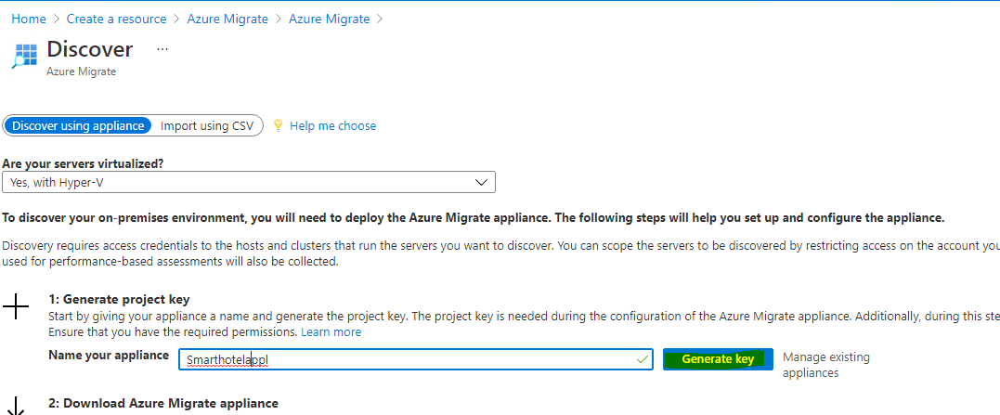 Home > Create a resource > Azure Migrate > Azure Migrate >
Discover ...
Azure Migrate
Discover using appliance Import using CSV Help me choose
Are your servers virtualized?
Yes, with Hyper-V
To discover your on-premises environment, you will need to deploy the Azure Migrate appliance. The following steps will help you set up and configure the appliance.
Discovery requires access credentials to the hosts and clusters that run the servers you want to discover. You can scope the servers to be discovered by restricting access on the account you
used for performance-based assessments will also be collected.
1: Generate project key
Start by giving your appliance a name and generate the project key. The project key is needed during the configuration of the Azure Migrate appliance. Additionally, during this ste
Ensure that you have the required permissions. Learn more
Name your appliance Smarthotelappl Generate key Manage existing
appliances
2: Download Azure Migrate appliance